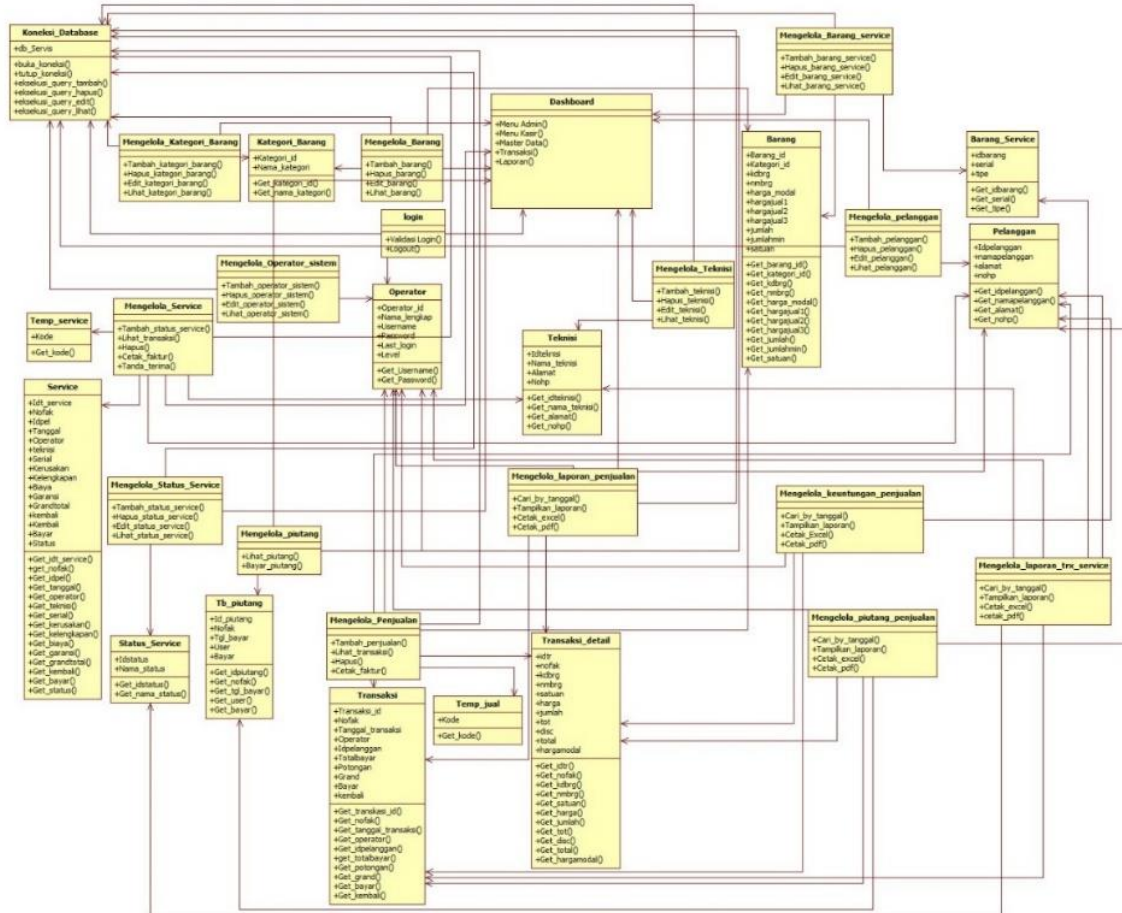 Koneksi_Database
+db_Servis
+buka_koneksi()
+tutup_koneksi()
+eksekusi_query_tambah()
+eksekusi_query_hapus()
+eksekusi_query_edit()
+eksekusi_query_lihat()
Mengelola_Kategori_Barang
+Tambah_kategori_barang()
+Hapus_kategori_barang()
+Edit_kategori_barang()
+Lihat_kategori_barang()
Kategori_Barang
+Kategori_id
+Nama_kategori
+Get_kategori_id()
+Get_nama_kategori()
Mengelola_Barang
+Tambah_barang()
+Hapus_barang()
+Edit_barang()
+Lihat_barang()
Dashboard
+Menu Admin()
+Menu Kasir()
+Master Data()
+Transaksi()
+Laporan()
Mengelola_Barang_service
+Tambah_barang_service()
+Hapus_barang_service()
+Edit_barang_service()
+Lihat_barang_service()
Barang
+Barang_id
+Kategori_id
+kdbrg
+nmbrg
+harga_modal
+hargajual1
+hargajual2
+hargajual3
+jumlah
+jumlahmin
+satuan
+Get_barang_id()
+Get_kategori_id()
+Get_kdbrg()
+Get_nmbrg()
+Get_harga_modal()
+Get_hargajual1()
+Get_hargajual2()
+Get_hargajual3()
+Get_jumlah()
+Get_jumlahmin()
+Get_satuan()
Barang_Service
+idbarang
+serial
+tipe
+Get_idbarang()
+Get_serial()
+Get_tipe()
Mengelola_pelanggan
+Tambah_pelanggan()
+Hapus_pelanggan()
+Edit_pelanggan()
+Lihat_pelanggan()
Pelanggan
+Idpelanggan
+namapelanggan
+alamat
+nohp
+Get_idpelanggan()
+Get_namapelanggan()
+Get_alamat()
+Get_nohp()
login
+Validasi Login()
+Logout()
Mengelola_Operator_sistem
+Tambah_operator_sistem()
+Hapus_operator_sistem()
+Edit_operator_sistem()
+Lihat_operator_sistem()
Operator
+Operator_id
+Nama_lengkap
+Username
+Password
+Last_login
+Level
+Get_Username()
+Get_Password()
Mengelola_Teknisi
+Tambah_teknisi()
+Hapus_teknisi()
+Edit_teknisi()
+Lihat_teknisi()
Teknisi
+Idteknisi
+Nama_teknisi
+Alamat
+Nohp
+Get_idteknisi()
+Get_nama_teknisi()
+Get_alamat()
+Get_nohp()
Mengelola_Service
+Tambah_status_service()
+Lihat_transaksi()
+Hapus()
+Cetak_faktur()
+Tanda_terima()
Temp_service
+Kode
+Get_kode()
Service
+Idt_service
+Nofak
+Idpel
+Tanggal
+Operator
+teknisi
+Serial
+Kerusakan
+Kelengkapan
+Biaya
+Garansi
+Grandtotal
+kembali
+Kembali
+Bayar
+Status
+Get_idt_service()
+get_nofak()
+Get_idpel()
+Get_tanggal()
+Get_operator()
+Get_teknisi()
+Get_serial()
+Get_kerusakan()
+Get_kelengkapan()
+Get_biaya()
+Get_garansi()
+Get_grandtotal()
+Get_kembali()
+Get_bayar()
+Get_status()
Mengelola_Status_Service
+Tambah_status_service()
+Hapus_status_service()
+Edit_status_service()
+Lihat_status_service()
Status_Service
+Idstatus
+Nama_status
+Get_idstatus()
+Get_nama_status()
Mengelola_piutang
+Lihat_piutang()
+Bayar_piutang()
Tb_piutang
+Id_piutang
+Nofak
+Tgl_bayar
+User
+Bayar
+Get_idpiutang()
+Get_nofak()
+Get_tgl_bayar()
+Get_user()
+Get_bayar()
Mengelola_laporan_penjualan
+Cari_by_tanggal()
+Tampilkan_laporan()
+Cetak_excel()
+Cetak_pdf()
Mengelola_keuntungan_penjualan
+Cari_by_tanggal()
+Tampilkan_laporan()
+Cetak_Excel()
+Cetak_pdf()
Mengelola_laporan_trx_service
+Cari_by_tanggal()
+Tampilkan_laporan()
+Cetak_excel()
+cetak_pdf()
Mengelola_piutang_penjualan
+Cari_by_tanggal()
+Tampilkan_laporan()
+Cetak_excel()
+Cetak_pdf()
Mengelola_Penjualan
+Tambah_penjualan()
+Lihat_transaksi()
+Hapus()
+Cetak_faktur()
Transaksi
+Transaksi_id
+Nofak
+Tanggal_transaksi
+Operator
+Idpelanggan
+Totalbayar
+Potongan
+Grand
+Bayar
+kembali
+Get_transkasi_id()
+Get_nofak()
+Get_tanggal_transaksi()
+Get_operator()
+Get_idpelanggan()
+get_totalbayar()
+Get_potongan()
+Get_grand()
+Get_bayar()
+Get_kembali()
Temp_jual
+Kode
+Get_kode()
Transaksi_detail
+idtr
+nofak
+kdbrg
+nmbrg
+satuan
+harga
+jumlah
+tot
+disc
+total
+hargamodal
+Get_idtr()
+Get_nofak()
+Get_kdbrg()
+Get_nmbrg()
+Get_satuan()
+Get_harga()
+Get_jumlah()
+Get_tot()
+Get_disc()
+Get_total()
+Get_hargamodal()